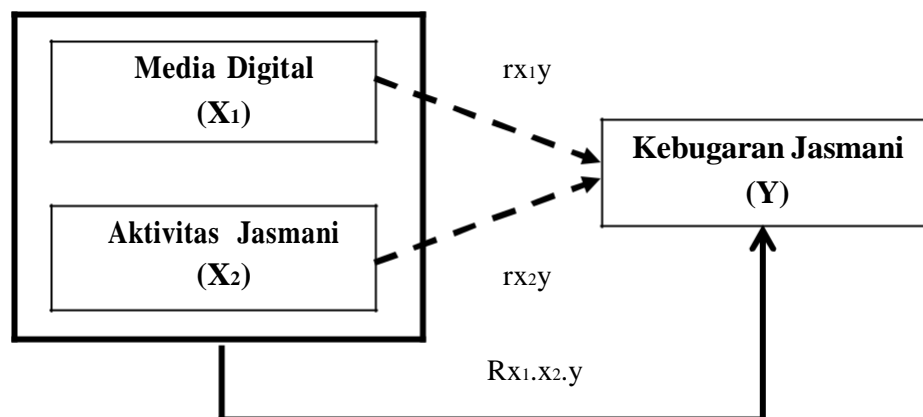 Media Digital
(X₁)
rx₁y
Kebugaran Jasmani
(Y)
Aktivitas Jasmani
(X₂)
rx₂y
Rx₁.x₂.y